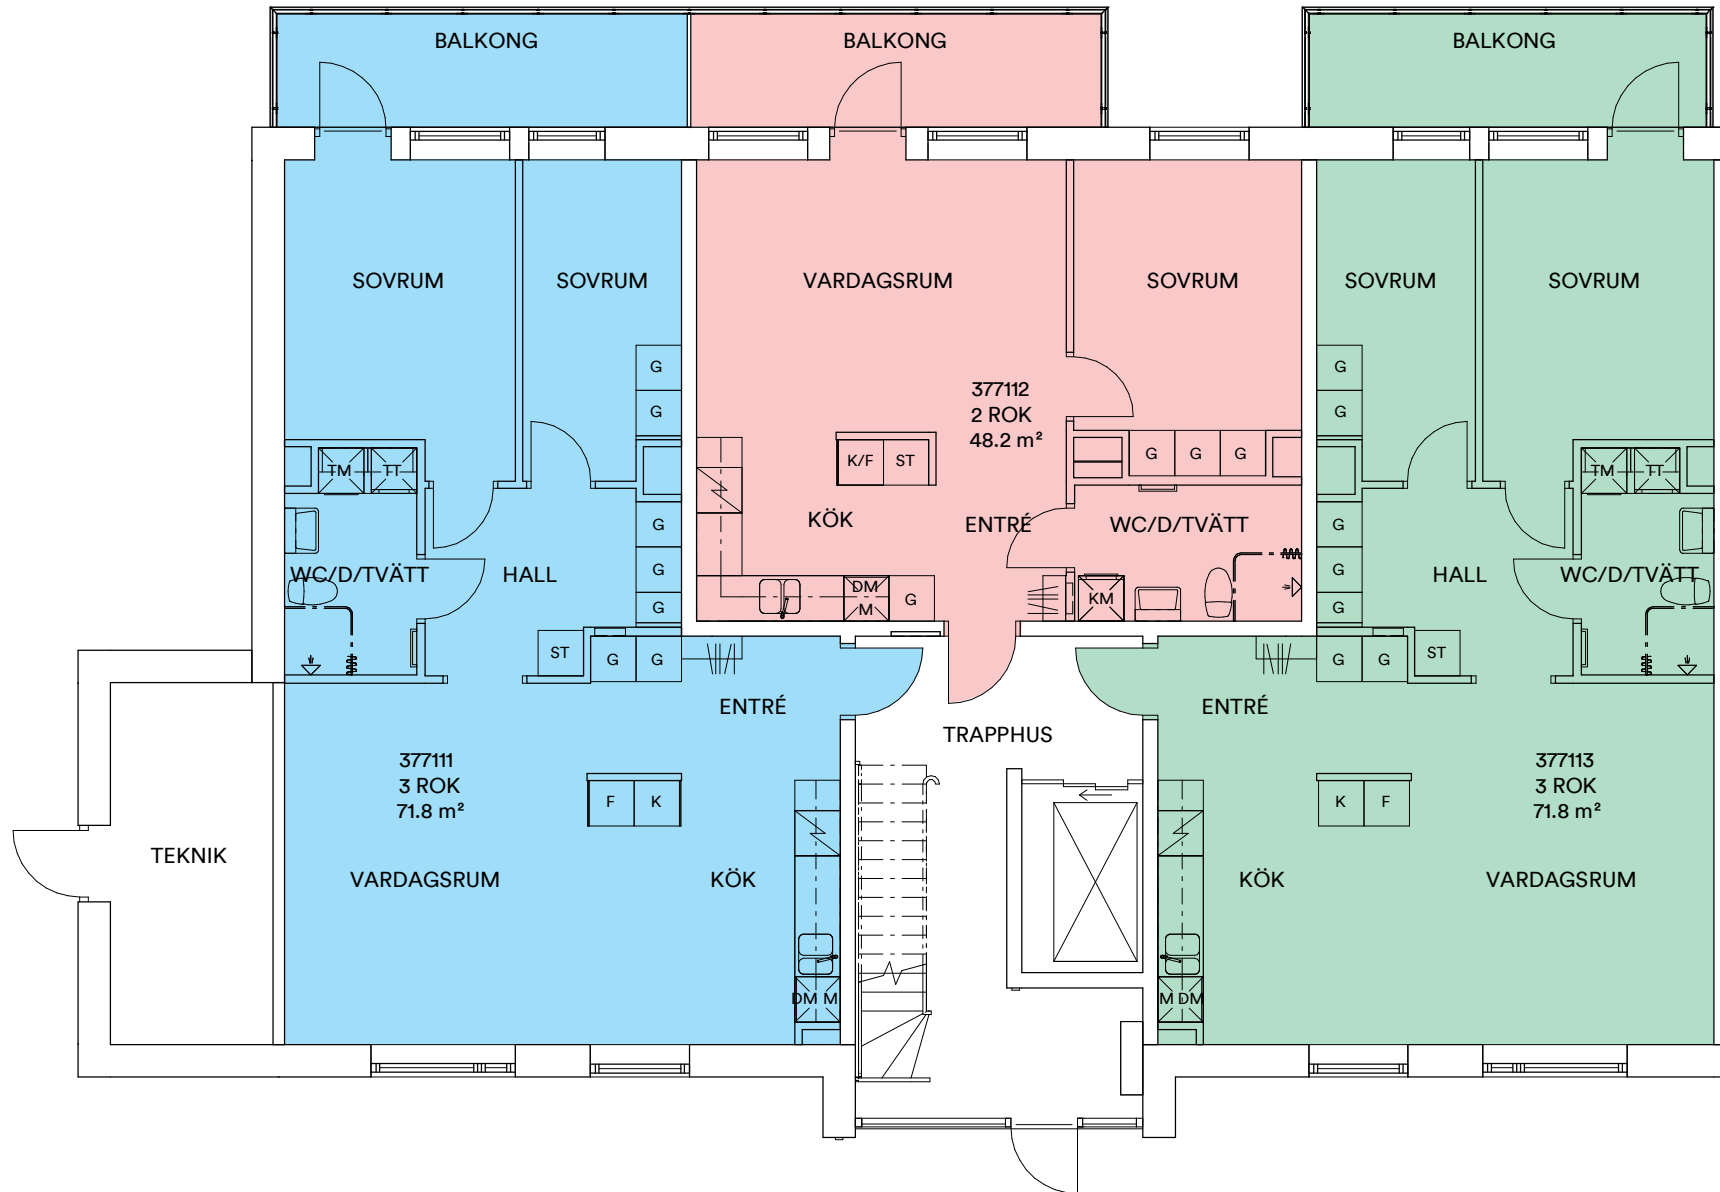 BALKONG
BALKONG
BALKONG
SOVRUM
SOVRUM
VARDAGSRUM
SOVRUM
SOVRUM
SOVRUM
G
G
G
G
377112
2 ROK
48.2 m²
K/F
ST
G
G
G
TM
TT
TM
TT
KÖK
ENTRÉ
WC/D/TVÄTT
G
G
G
G
G
G
WC/D/TVÄTT
HALL
HALL
WC/D/TVÄTT
DM
M
G
KM
ST
G
G
G
G
ST
ENTRÉ
TRAPPHUS
ENTRÉ
377111
3 ROK
71.8 m²
F
K
K
F
377113
3 ROK
71.8 m²
TEKNIK
VARDAGSRUM
KÖK
KÖK
VARDAGSRUM
DM M
M DM